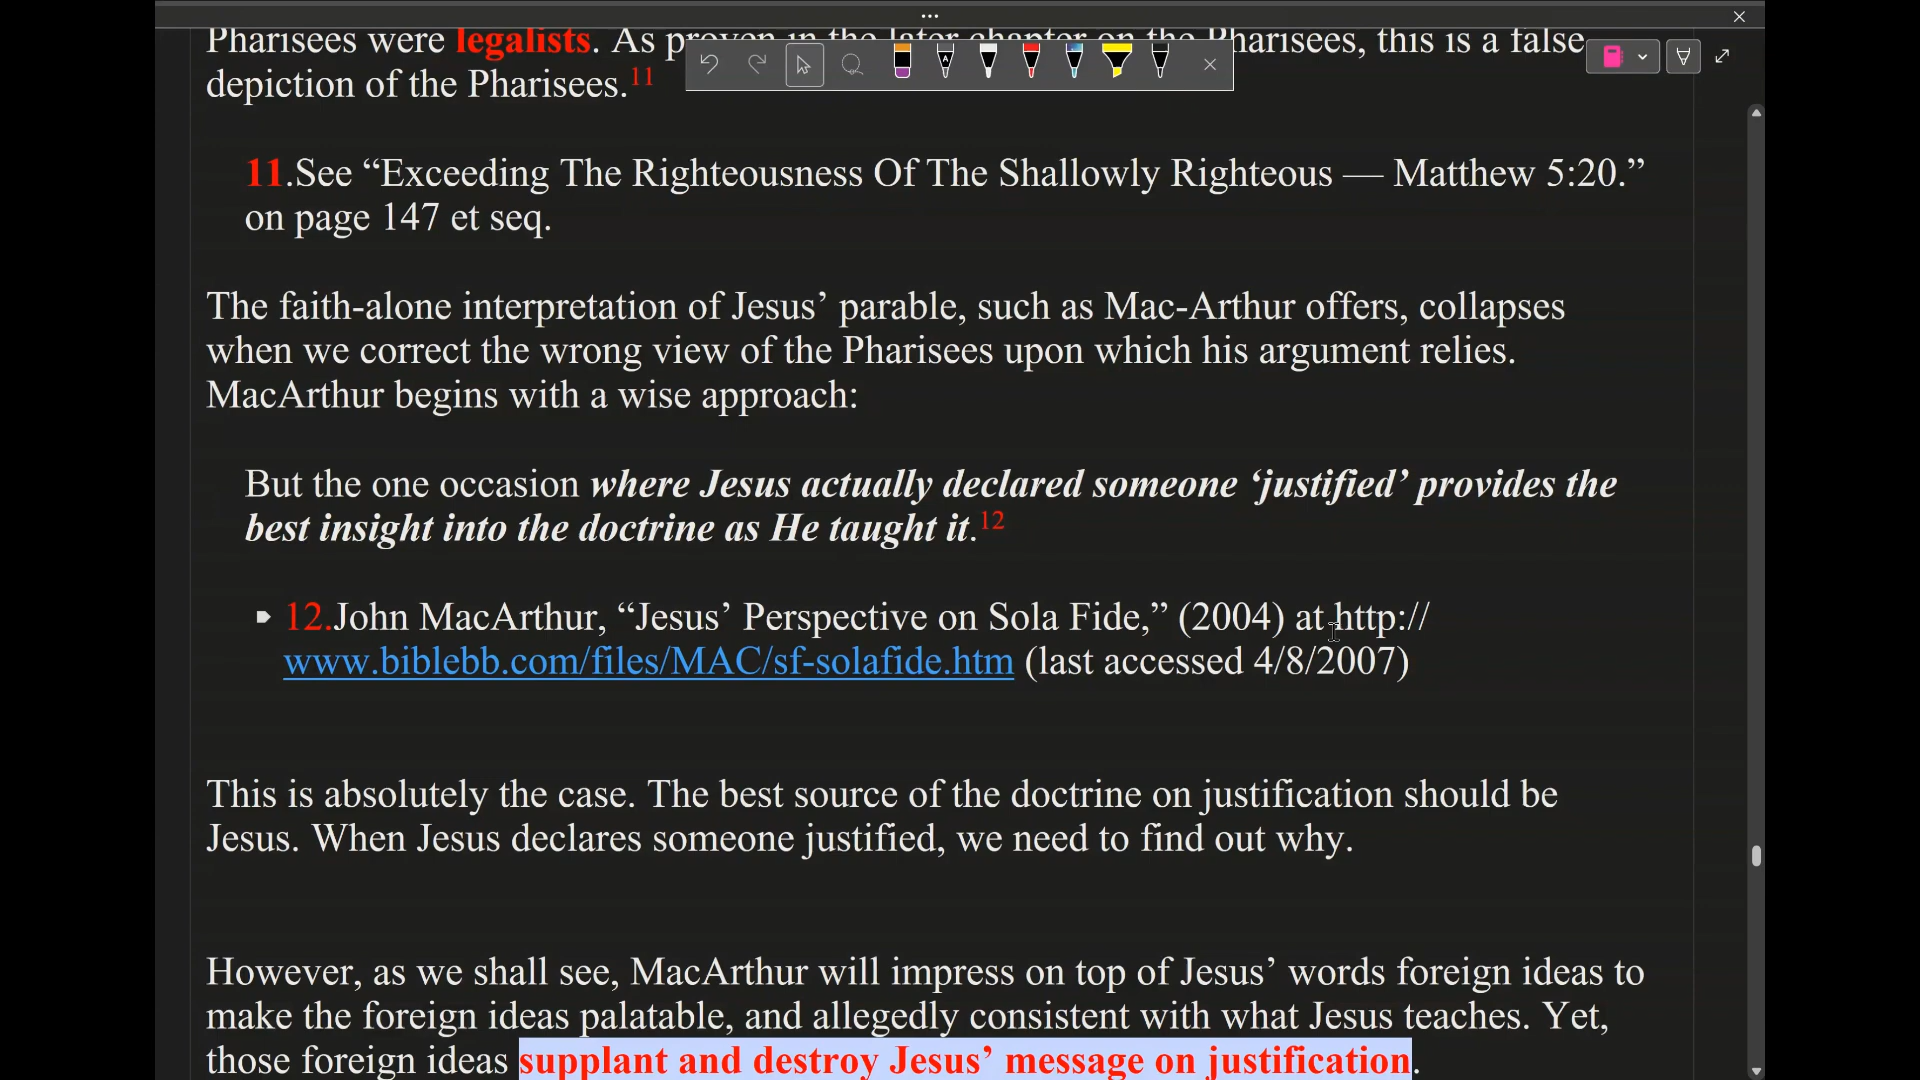 Pharisees were legalists. As proven in the later chapter on the Pharisees, this is a false
depiction of the Pharisees.11
11.See “Exceeding The Righteousness Of The Shallowly Righteous — Matthew 5:20.”
on page 147 et seq.
The faith-alone interpretation of Jesus’ parable, such as Mac-Arthur offers, collapses
when we correct the wrong view of the Pharisees upon which his argument relies.
MacArthur begins with a wise approach:
But the one occasion where Jesus actually declared someone ‘justified’ provides the
best insight into the doctrine as He taught it.12
12.John MacArthur, “Jesus’ Perspective on Sola Fide,” (2004) at http://
www.biblebb.com/files/MAC/sf-solafide.htm (last accessed 4/8/2007)
This is absolutely the case. The best source of the doctrine on justification should be
Jesus. When Jesus declares someone justified, we need to find out why.
However, as we shall see, MacArthur will impress on top of Jesus’ words foreign ideas to
make the foreign ideas palatable, and allegedly consistent with what Jesus teaches. Yet,
those foreign ideas supplant and destroy Jesus’ message on justification.